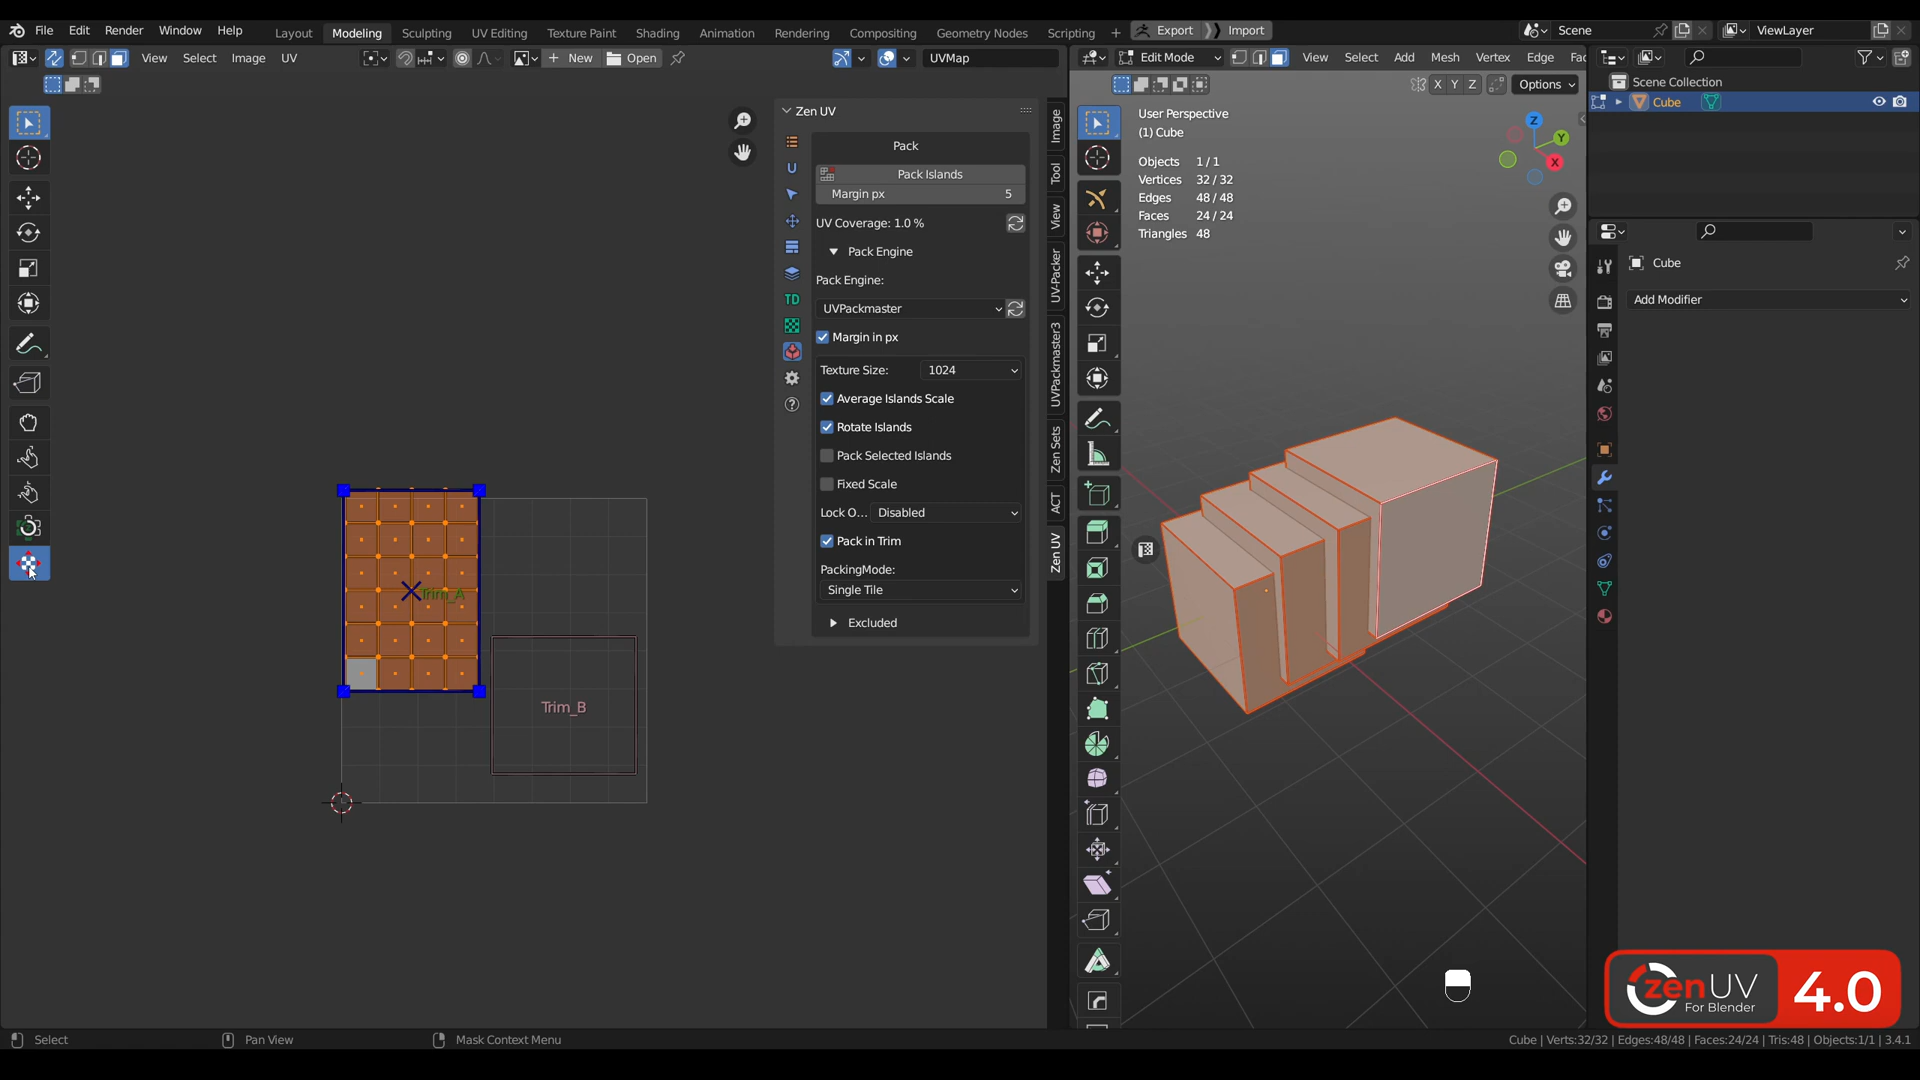 File Edit Render Window Help
Layout Modeling Sculpting UV Editing Texture Paint Shading Animation Rendering Compositing Geometry Nodes Scripting +
Export Import
Scene
ViewLayer
View Select Image UV
New Open
UVMap
Edit Mode View Select Add Mesh Vertex Edge Fac
X Y Z Options
Scene Collection
Cube
Zen UV
Pack
Pack Islands
Margin px 5
UV Coverage: 1.0 %
Pack Engine
Pack Engine:
UVPackmaster
Margin in px
Texture Size: 1024
Average Islands Scale
Rotate Islands
Pack Selected Islands
Fixed Scale
Lock O... Disabled
Pack in Trim
PackingMode:
Single Tile
Excluded
U
TD
Image
Tool
View
UV-Packer
UVPackmaster3
Zen Sets
ACT
Zen UV
Trim_A
Trim_B
User Perspective
(1) Cube
Objects 1 / 1
Vertices 32 / 32
Edges 48 / 48
Faces 24 / 24
Triangles 48
Z
Y
X
Cube
Add Modifier
zen UV
For Blender
4.0
Select
Pan View
Mask Context Menu
Cube | Verts:32/32 | Edges:48/48 | Faces:24/24 | Tris:48 | Objects:1/1 | 3.4.1